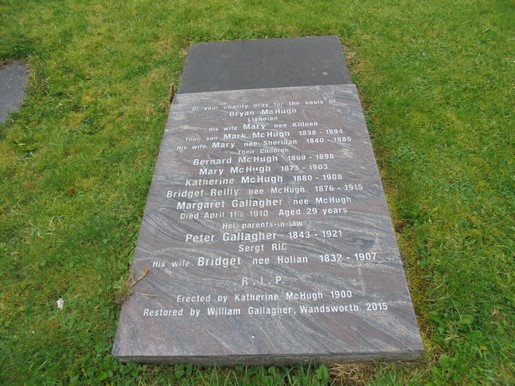 Of your charity pray for the souls of
Bryan McHugh
Lisheian
his wife Mary nee Killeen
Their son Mark McHugh 1838 - 1894
his wife Mary nee Sheridan 1840 - 1885
Their Children
Bernard McHugh 1869 - 1898
Mary McHugh 1873 - 1903
Katherine McHugh 1880 - 1908
Bridget Reilly nee McHugh 1876 - 1915
Margaret Gallagher nee McHugh
Died April 11th 1910 Aged 29 years
Her parents-in-law
Peter Gallagher 1843 - 1921
Sergt RIC
His wife Bridget nee Holian 1832 - 1907
R.I.P.
Erected by Katherine McHugh 1900
Restored by William Gallagher, Wandsworth 2015